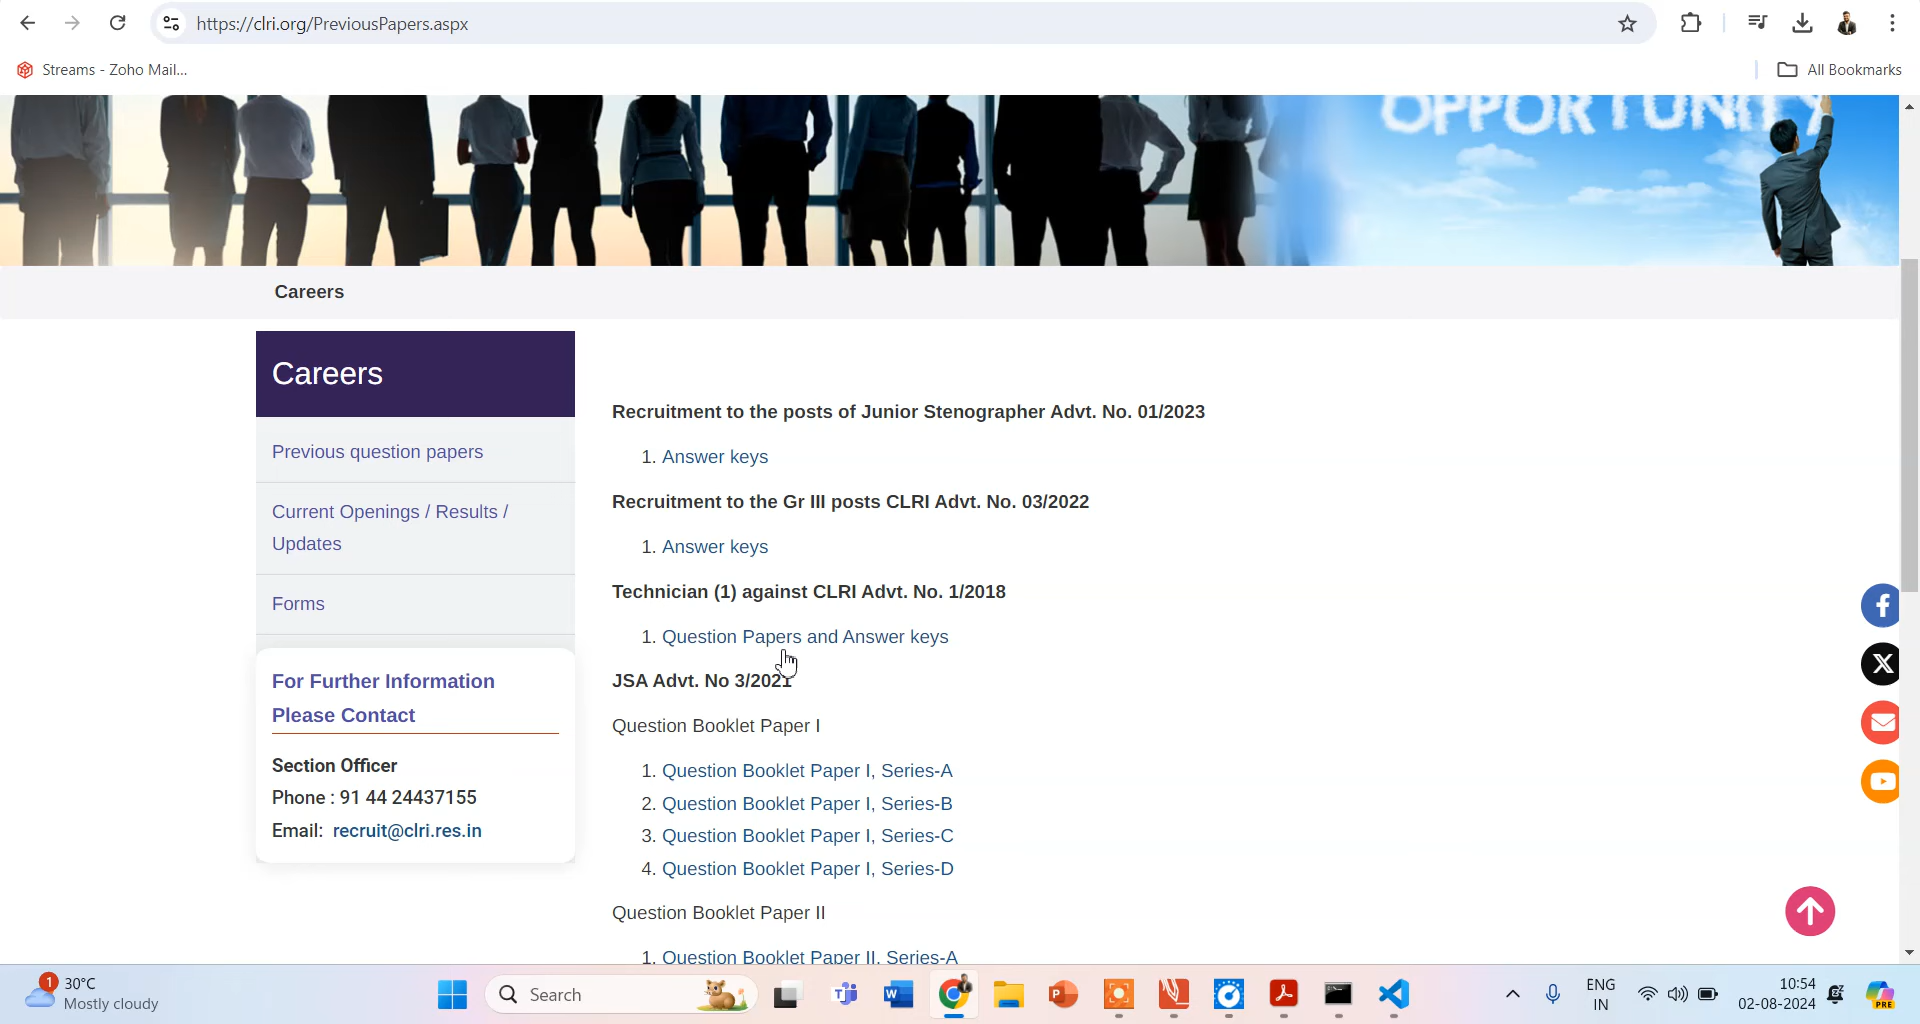 https://clri.org/PreviousPapers.aspx
Streams - Zoho Mail...
All Bookmarks
OPPORTUNITY
Careers
Careers
Previous question papers
Current Openings / Results /
Updates
Forms
For Further Information
Please Contact
Section Officer
Phone : 91 44 24437155
Email: recruit@clri.res.in
Recruitment to the posts of Junior Stenographer Advt. No. 01/2023
1. Answer keys
Recruitment to the Gr III posts CLRI Advt. No. 03/2022
1. Answer keys
Technician (1) against CLRI Advt. No. 1/2018
1. Question Papers and Answer keys
JSA Advt. No 3/2021
Question Booklet Paper I
1. Question Booklet Paper I, Series-A
2. Question Booklet Paper I, Series-B
3. Question Booklet Paper I, Series-C
4. Question Booklet Paper I, Series-D
Question Booklet Paper II
1. Question Booklet Paper II, Series-A
1
30°C
Mostly cloudy
Search
ENG
IN
10:54
02-08-2024
PRE